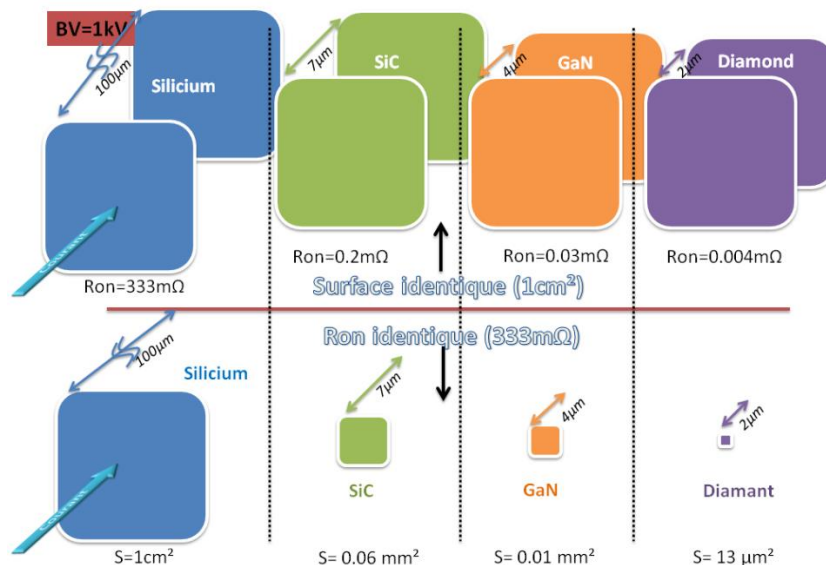 BV=1kV
100µm
Silicium
7µm
SiC
4µm
GaN
2µm
Diamond
Courant
Ron=333mΩ
Ron=0.2mΩ
Ron=0.03mΩ
Ron=0.004mΩ
Surface identique (1cm²)
Ron identique (333mΩ)
100µm
Silicium
7µm
4µm
2µm
Courant
SiC
GaN
Diamant
S=1cm²
S= 0.06 mm²
S= 0.01 mm²
S= 13 µm²